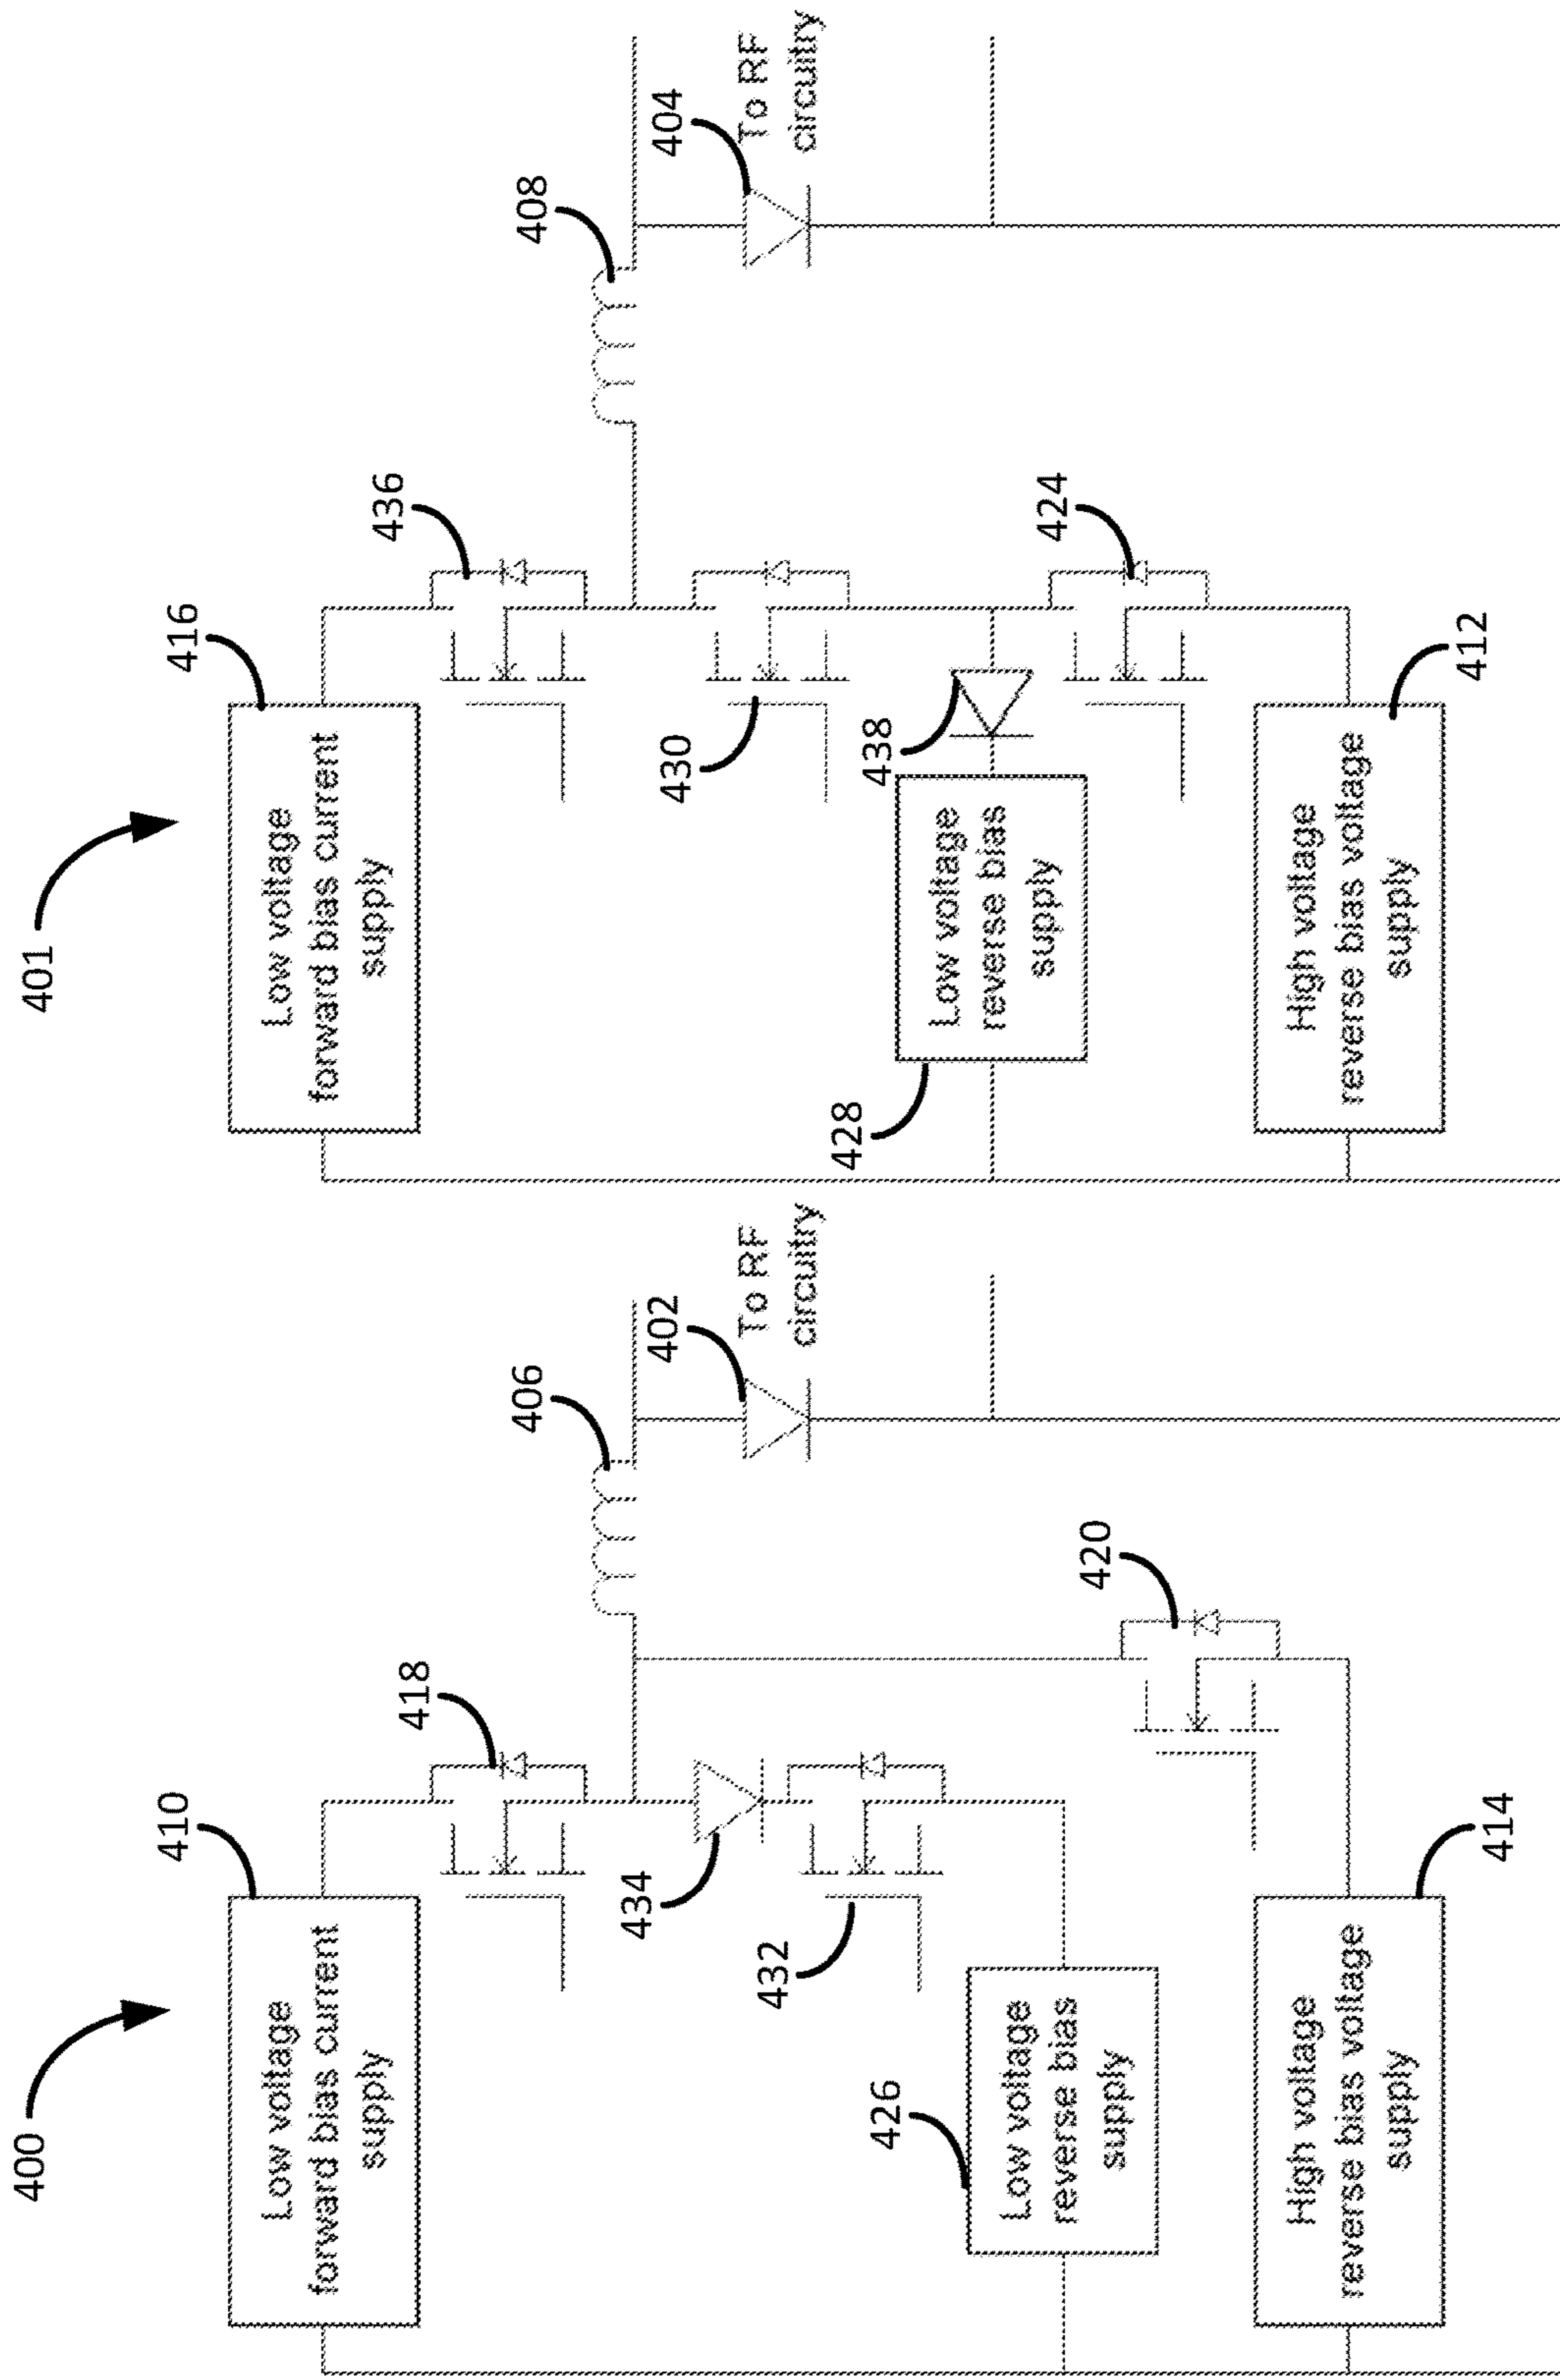 400
410
Low voltage
forward bias current
supply
418
434
432
406
402
To RF
circuitry
426
Low voltage
reverse bias
supply
420
High voltage
reverse bias voltage
supply
414
401
416
Low voltage
forward bias current
supply
436
430
408
404
To RF
circuitry
438
Low voltage
reverse bias
supply
428
424
High voltage
reverse bias voltage
supply
412